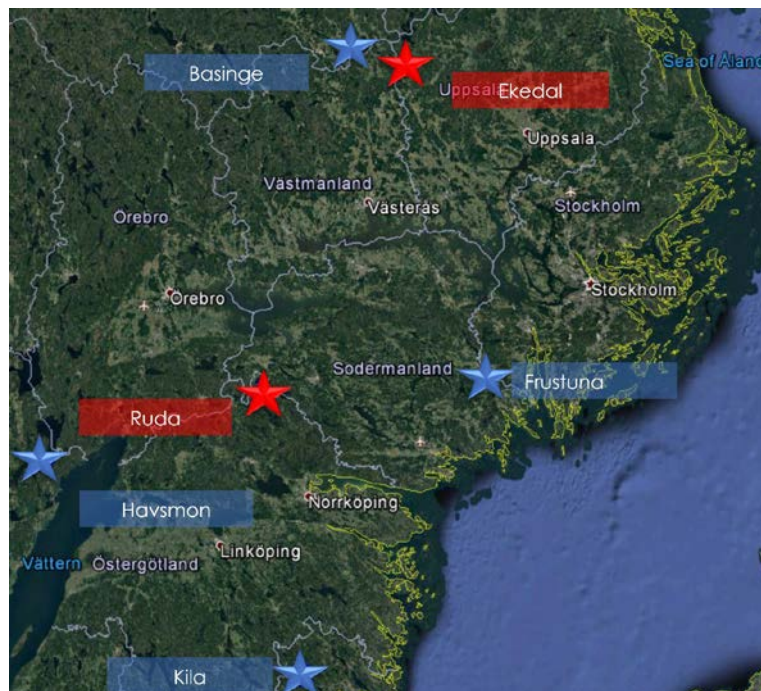 Sea of Åland
Basinge
Uppsala
Ekedal
Uppsala
Västmanland
Västerås
Stockholm
Örebro
Örebro
Stockholm
Södermanland
Frustuna
Ruda
Havsmon
Norrköping
Linköping
Vättern
Östergötland
Kila